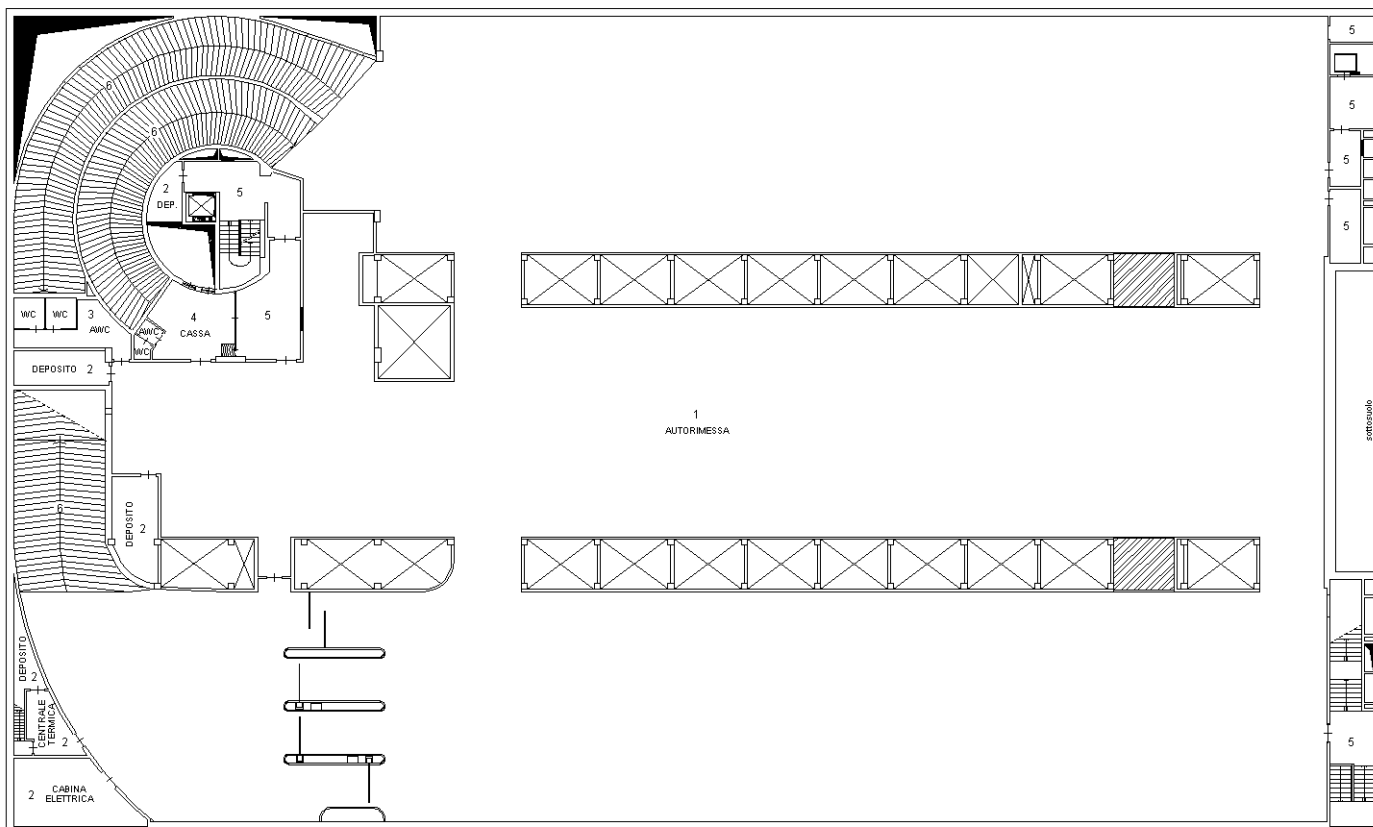 5
6
5
6
5
2
DEP.
5
5
WC
WC
3
AWC
4
CASSA
5
AWC
WC
DEPOSITO 2
1
AUTORIMESSA
sottosuolo
6
DEPOSITO
2
DEPOSITO
2
CENTRALE
TERMICA
2
5
2
CABINA
ELETTRICA